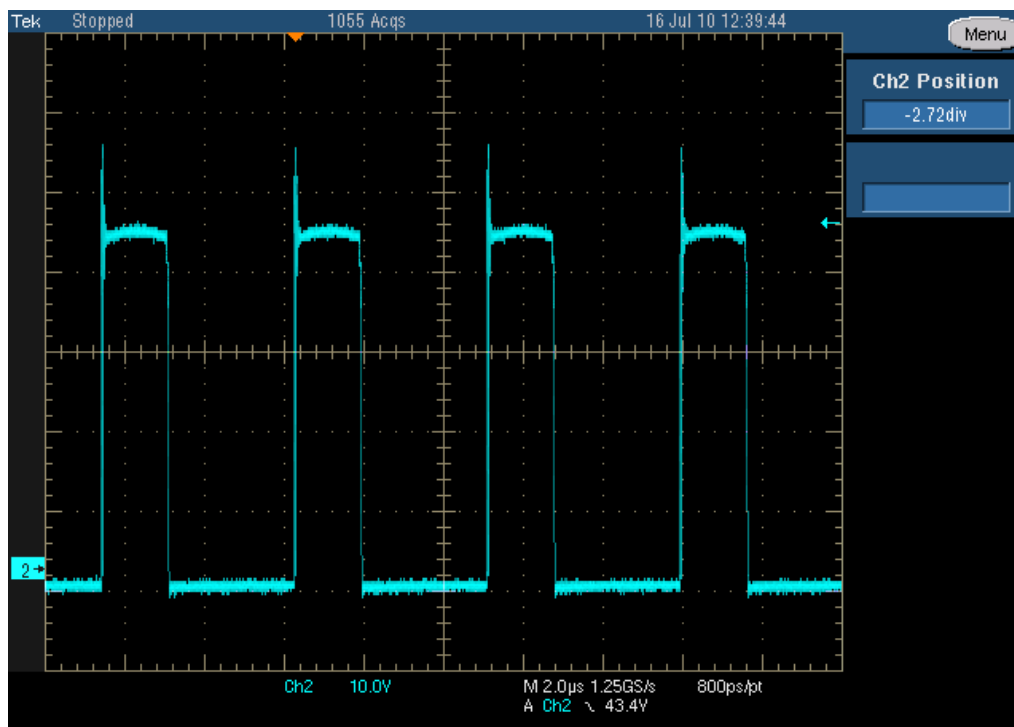 Tek Stopped 1055 Acqs 16 Jul 10 12:39:44
Menu
Ch2 Position
-2.72div
2
Ch2 10.0V M 2.0µs 1.25GS/s 800ps/pt
A Ch2 ∖ 43.4V